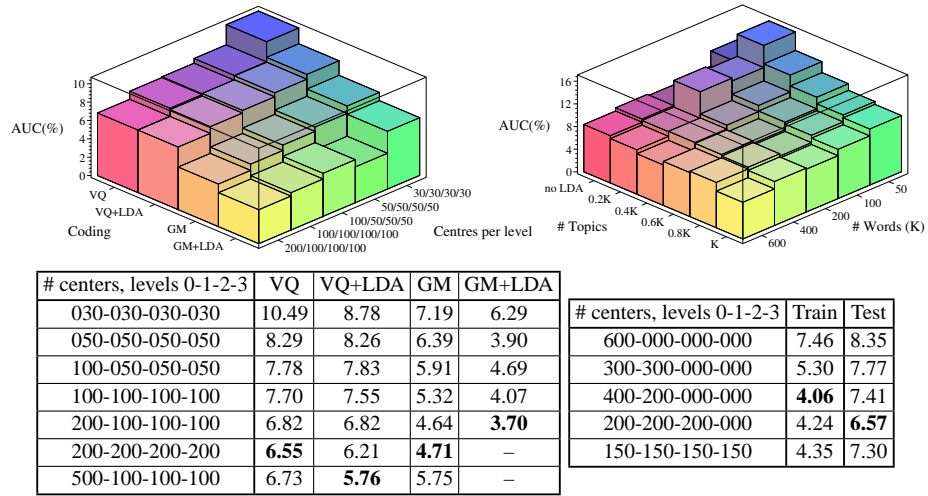 10
8
6
4
2
0
AUC(%)
VQ
VQ+LDA
GM
GM+LDA
Coding
30/30/30/30
50/50/50/50
100/50/50/50
100/100/100/100
200/100/100/100
Centres per level
16
12
8
4
0
AUC(%)
no LDA
0.2K
0.4K
0.6K
0.8K
K
# Topics
50
100
200
400
600
# Words (K)
# centers, levels 0-1-2-3 VQ VQ+LDA GM GM+LDA
030-030-030-030 10.49 8.78 7.19 6.29
050-050-050-050 8.29 8.26 6.39 3.90
100-050-050-050 7.78 7.83 5.91 4.69
100-100-100-100 7.70 7.55 5.32 4.07
200-100-100-100 6.82 6.82 4.64 3.70
200-200-200-200 6.55 6.21 4.71 –
500-100-100-100 6.73 5.76 5.75 –
# centers, levels 0-1-2-3 Train Test
600-000-000-000 7.46 8.35
300-300-000-000 5.30 7.77
400-200-000-000 4.06 7.41
200-200-200-000 4.24 6.57
150-150-150-150 4.35 7.30